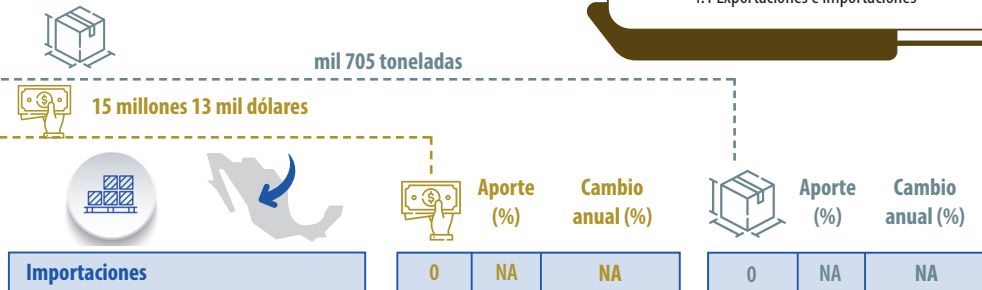 mil 705 toneladas
15 millones 13 mil dólares
Aporte (%) Cambio anual (%) Aporte (%) Cambio anual (%)
Importaciones 0 NA NA 0 NA NA